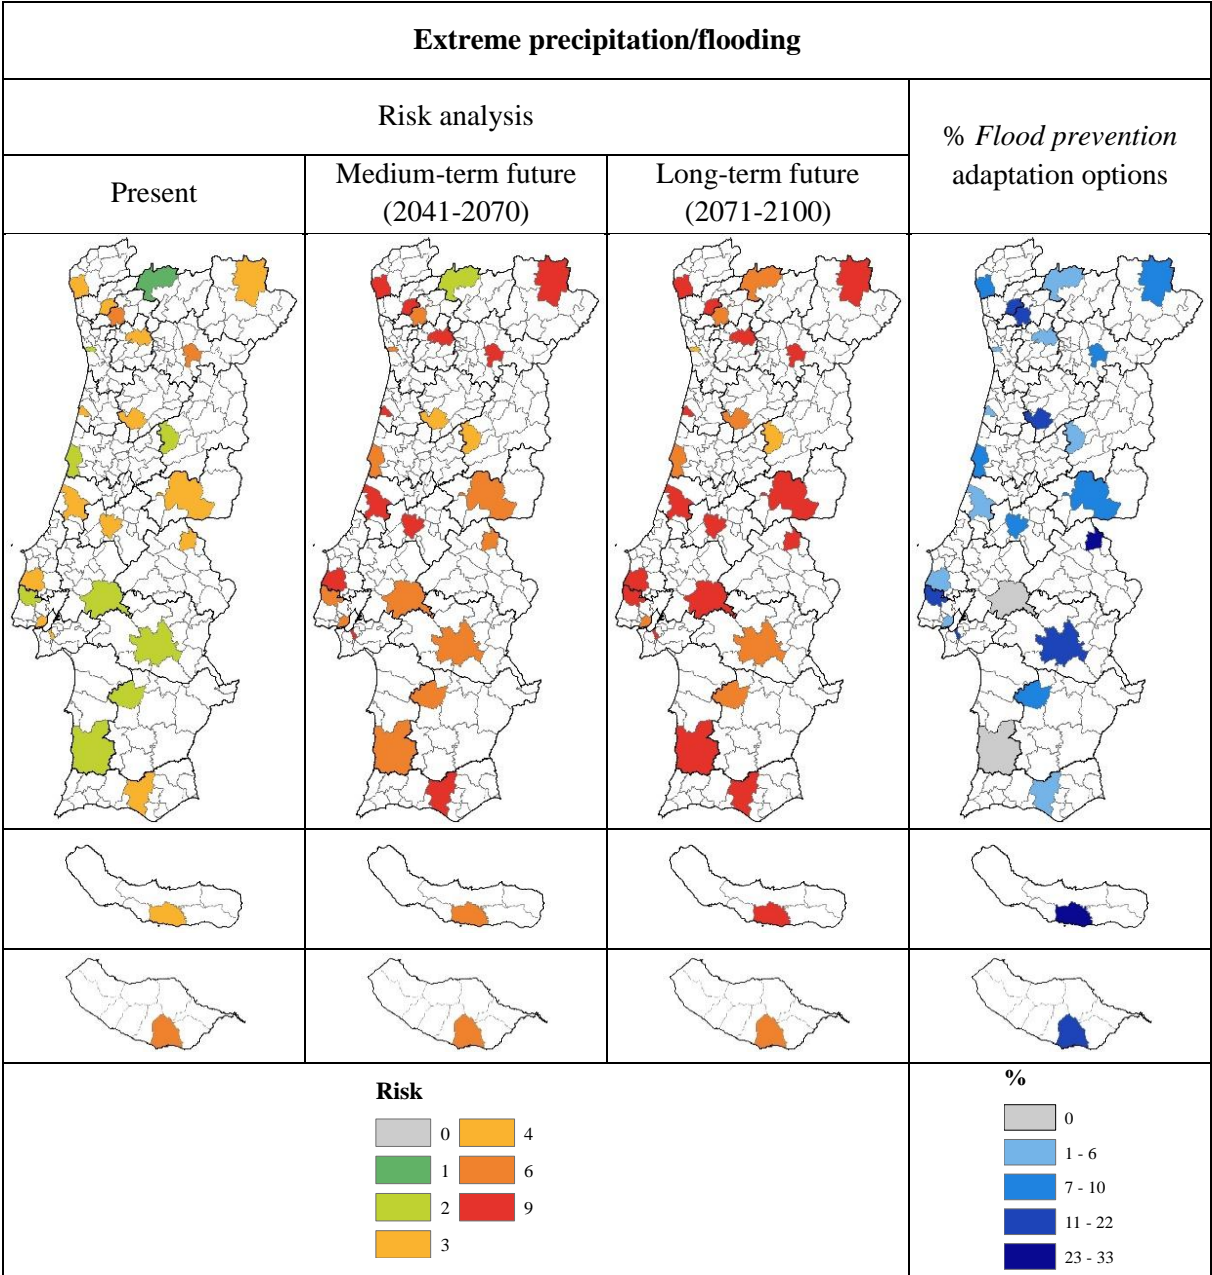 Extreme precipitation/flooding
Risk analysis
% Flood prevention
adaptation options
Present
Medium-term future
(2041-2070)
Long-term future
(2071-2100)
Risk
0
4
1
6
2
9
3
%
0
1 - 6
7 - 10
11 - 22
23 - 33